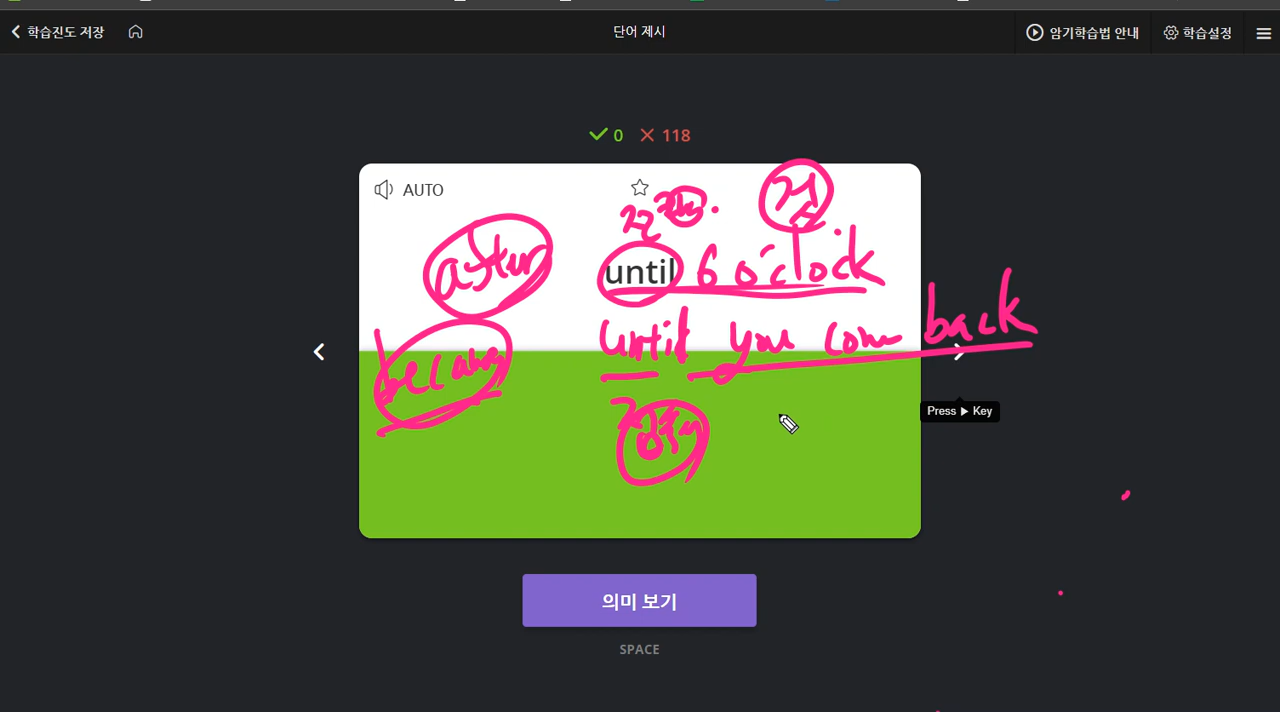 학습진도 저장
단어 제시
암기학습법 안내
학습설정
0
118
AUTO
until
6 o'clock
until you come back
after
Press ▶ Key
의미 보기
SPACE